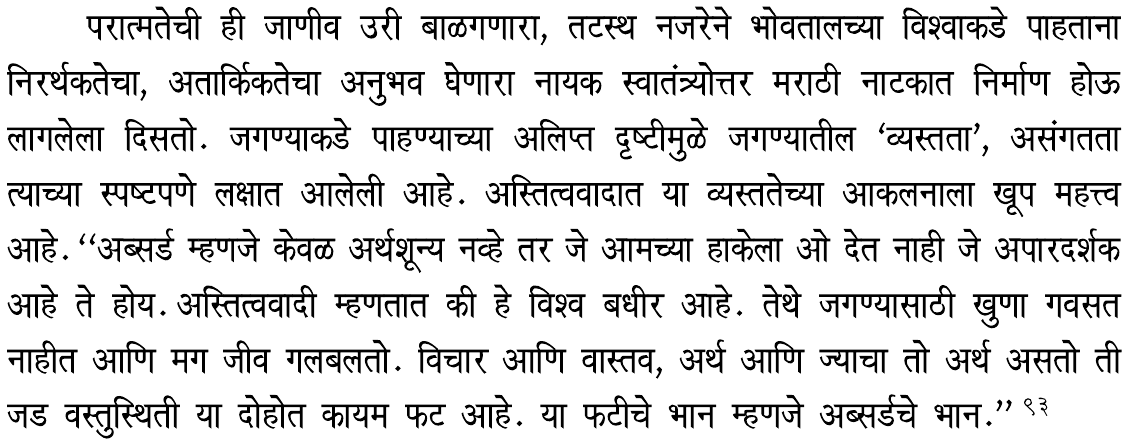 परात्मतेची ही जाणीव उरी बाळगणारा, तटस्थ नजरेने भोवतालच्या विश्वाकडे पाहताना
निरर्थकतेचा, अतार्किकतेचा अनुभव घेणारा नायक स्वातंत्र्योत्तर मराठी नाटकात निर्माण होऊ
लागलेला दिसतो. जगण्याकडे पाहण्याच्या अलिप्त दृष्टीमुळे जगण्यातील ‘व्यस्तता’, असंगतता
त्याच्या स्पष्टपणे लक्षात आलेली आहे. अस्तित्ववादात या व्यस्ततेच्या आकलनाला खूप महत्त्व
आहे. ‘‘अब्सर्ड म्हणजे केवळ अर्थशून्य नव्हे तर जे आमच्या हाकेला ओ देत नाही जे अपारदर्शक
आहे ते होय. अस्तित्ववादी म्हणतात की हे विश्व बधीर आहे. तेथे जगण्यासाठी खुणा गवसत
नाहीत आणि मग जीव गलबलतो. विचार आणि वास्तव, अर्थ आणि ज्याचा तो अर्थ असतो ती
जड वस्तुस्थिती या दोहोत कायम फट आहे. या फटीचे भान म्हणजे अब्सर्डचे भान.’’ ९३